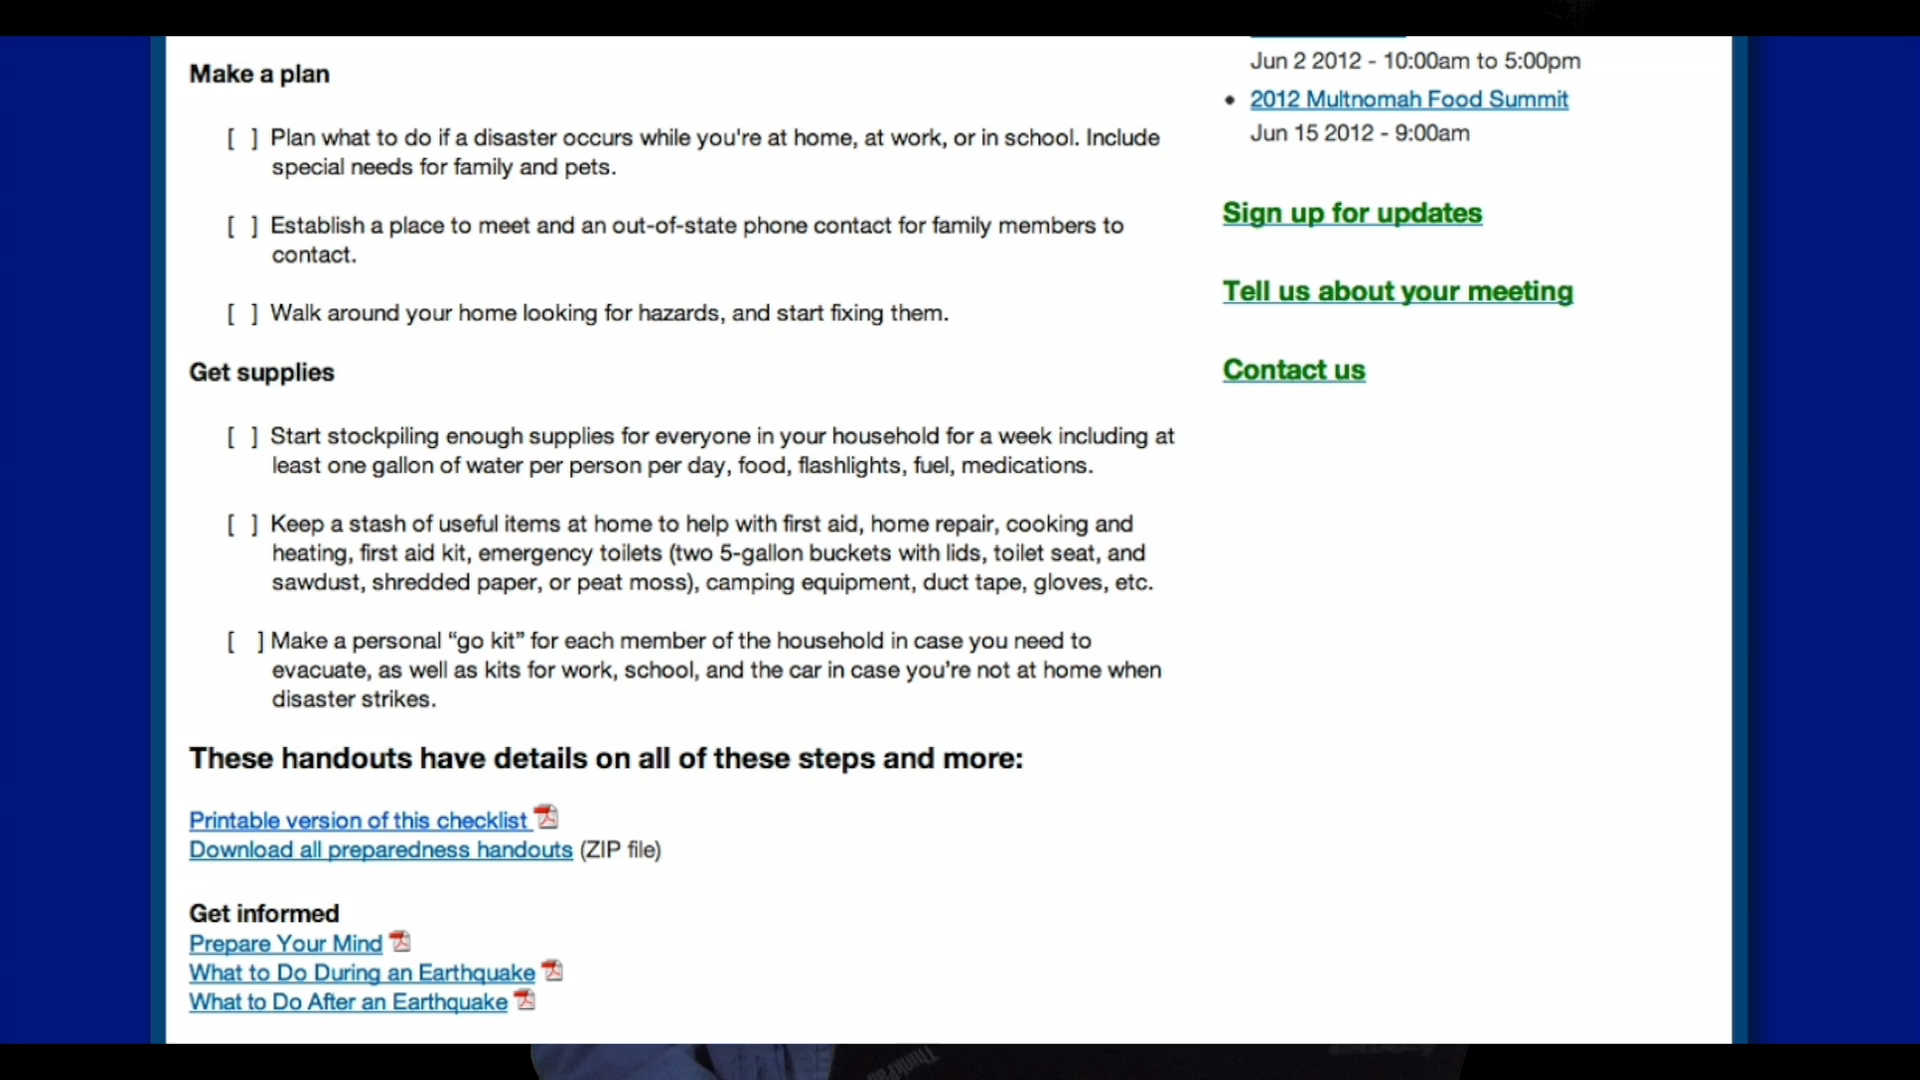 Make a plan
[ ] Plan what to do if a disaster occurs while you're at home, at work, or in school. Include
special needs for family and pets.
[ ] Establish a place to meet and an out-of-state phone contact for family members to
contact.
[ ] Walk around your home looking for hazards, and start fixing them.
Get supplies
[ ] Start stockpiling enough supplies for everyone in your household for a week including at
least one gallon of water per person per day, food, flashlights, fuel, medications.
[ ] Keep a stash of useful items at home to help with first aid, home repair, cooking and
heating, first aid kit, emergency toilets (two 5-gallon buckets with lids, toilet seat, and
sawdust, shredded paper, or peat moss), camping equipment, duct tape, gloves, etc.
[ ] Make a personal “go kit” for each member of the household in case you need to
evacuate, as well as kits for work, school, and the car in case you're not at home when
disaster strikes.
These handouts have details on all of these steps and more:
Printable version of this checklist
Download all preparedness handouts (ZIP file)
Get informed
Prepare Your Mind
What to Do During an Earthquake
What to Do After an Earthquake
Jun 2 2012 - 10:00am to 5:00pm
• 2012 Multnomah Food Summit
Jun 15 2012 - 9:00am
Sign up for updates
Tell us about your meeting
Contact us
ThinkPad